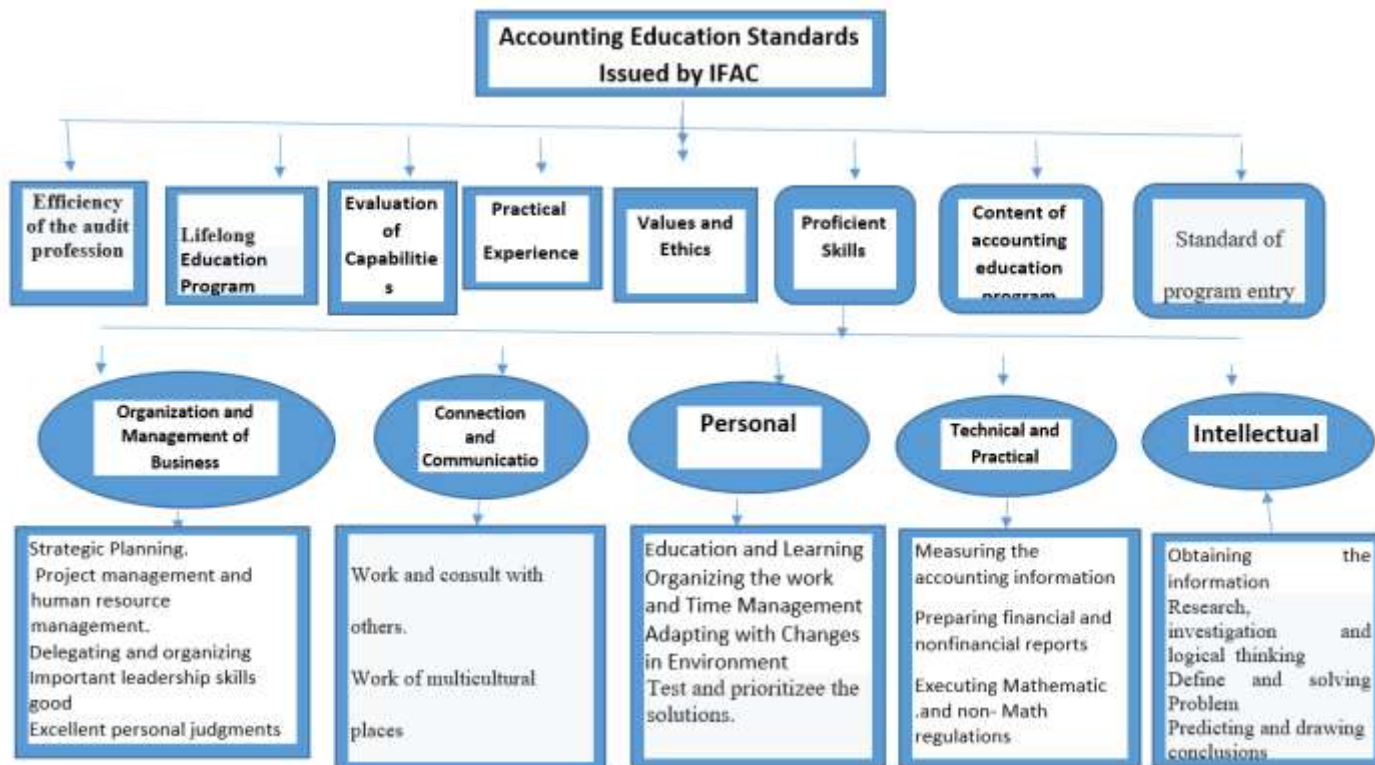 Accounting Education Standards
Issued by IFAC
Efficiency
of the audit
profession
Lifelong
Education
Program
Evaluation
of
Capabilitie
s
Practical
Experience
Values and
Ethics
Proficient
Skills
Content of
accounting
education
program
Standard of
program entry
Organization and
Management of
Business
Connection
and
Communicatio
Personal
Technical and
Practical
Intellectual
Strategic Planning.
Project management and
human resource
management.
Delegating and organizing
Important leadership skills
good
Excellent personal judgments
Work and consult with
others.
Work of multicultural
places
Education and Learning
Organizing the work
and Time Management
Adapting with Changes
in Environment
Test and prioritizee the
solutions.
Measuring the
accounting information
Preparing financial and
nonfinancial reports
Executing Mathematic
.and non- Math
regulations
Obtaining the
information
Research,
investigation and
logical thinking
Define and solving
Problem
Predicting and drawing
conclusions